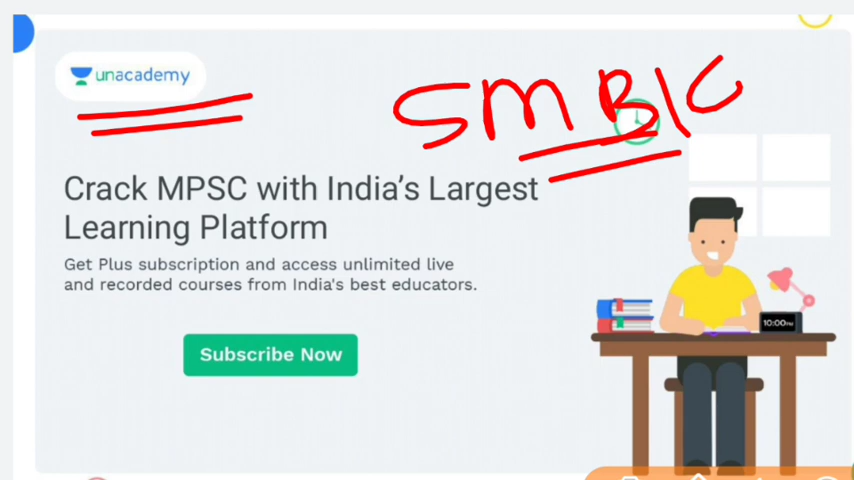 unacademy
SMBIC
Crack MPSC with India's Largest
Learning Platform
Get Plus subscription and access unlimited live
and recorded courses from India's best educators.
Subscribe Now
10:00PM